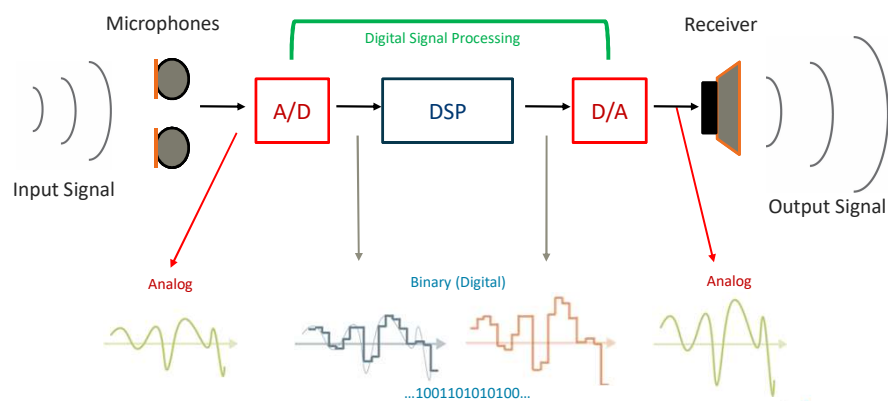 Microphones
Digital Signal Processing
Receiver
A/D
DSP
D/A
Input Signal
Output Signal
Analog
Binary (Digital)
Analog
...1001101010100...